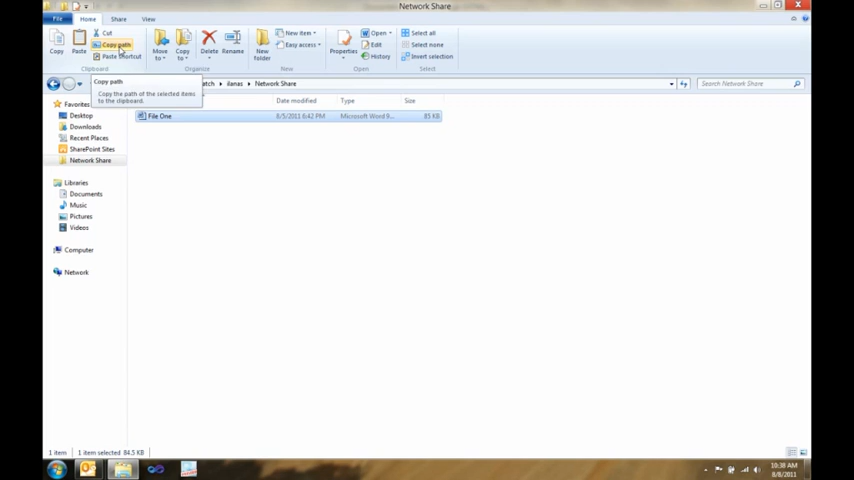 Network Share
File Home Share View
Copy Paste Cut Copy path Paste shortcut
Move to Copy to Delete Rename
New folder New item Easy access
Properties Open Edit History
Select all Select none Invert selection
Clipboard Organize New Open Select
atch ilanas Network Share Search Network Share
Copy path
Copy the path of the selected items
to the clipboard.
Date modified Type Size
File One 8/5/2011 6:42 PM Microsoft Word 9... 85 KB
Favorites
Desktop
Downloads
Recent Places
SharePoint Sites
Network Share
Libraries
Documents
Music
Pictures
Videos
Computer
Network
1 item 1 item selected 84.5 KB
10:38 AM
8/8/2011